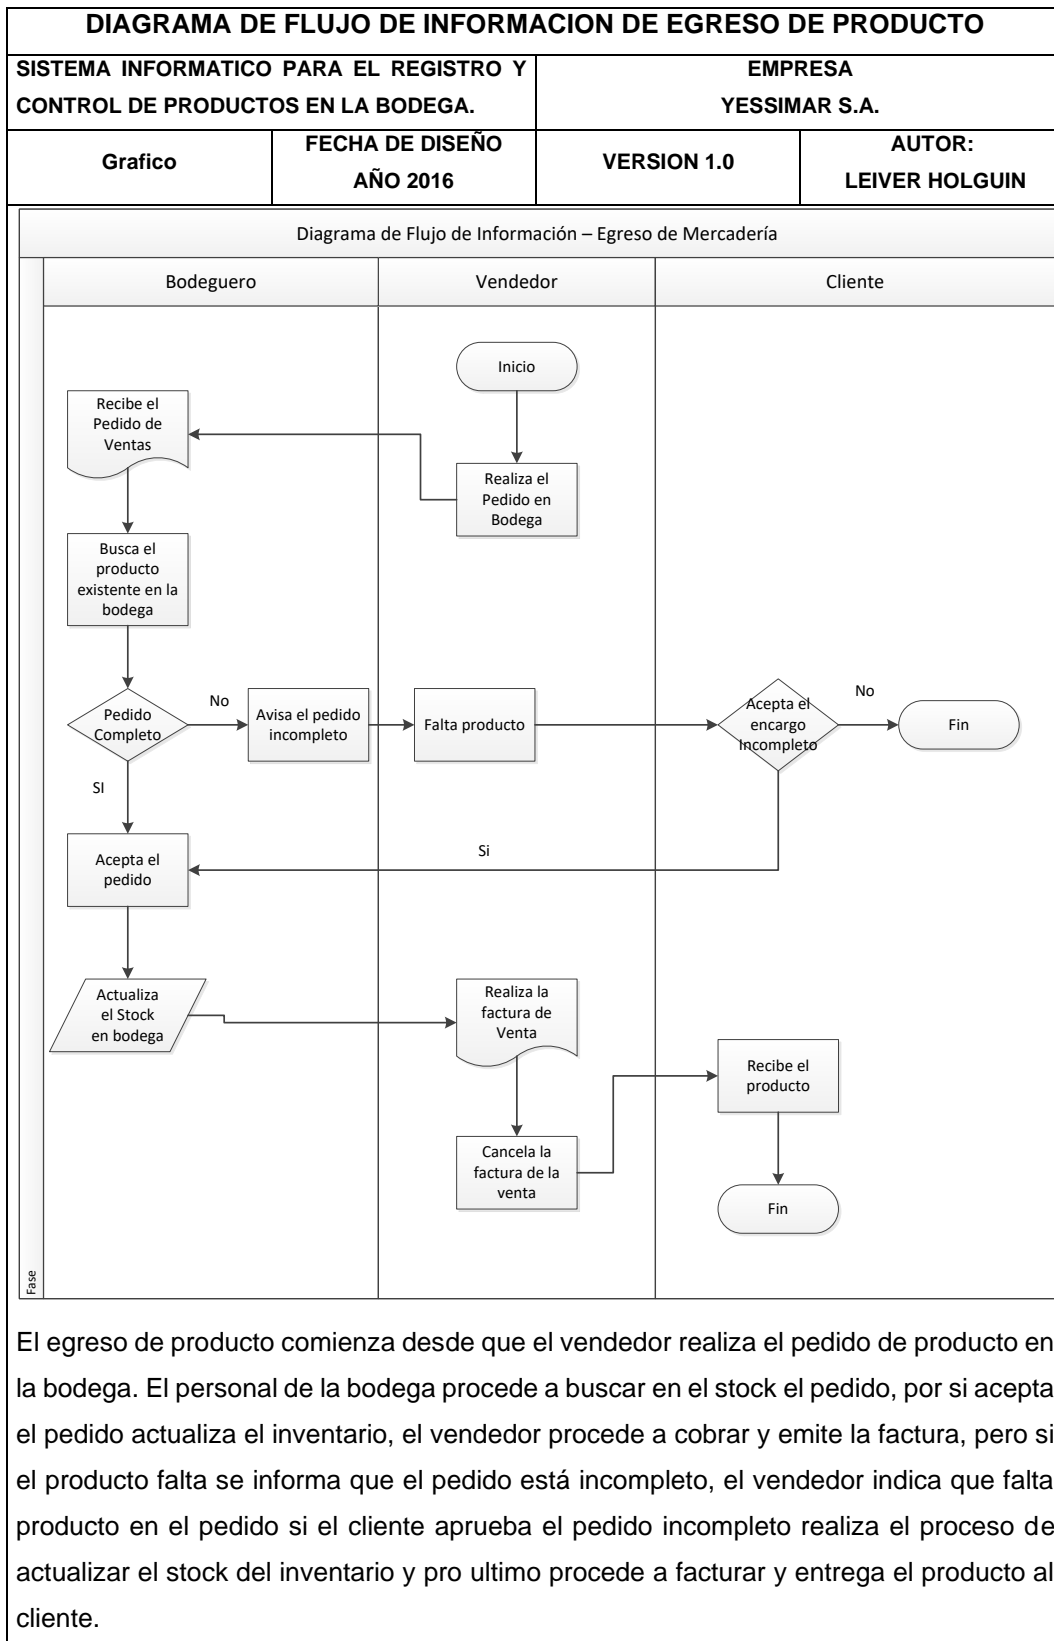 DIAGRAMA DE FLUJO DE INFORMACION DE EGRESO DE PRODUCTO
SISTEMA INFORMATICO PARA EL REGISTRO Y
CONTROL DE PRODUCTOS EN LA BODEGA.
EMPRESA
YESSIMAR S.A.
Grafico
FECHA DE DISEÑO
AÑO 2016
VERSION 1.0
AUTOR:
LEIVER HOLGUIN
Diagrama de Flujo de Información – Egreso de Mercadería
Bodeguero
Vendedor
Cliente
Inicio
Recibe el
Pedido de
Ventas
Realiza el
Pedido en
Bodega
Busca el
producto
existente en la
bodega
Pedido
Completo
No
Avisa el pedido
incompleto
Falta producto
Acepta el
encargo
Incompleto
No
Fin
SI
Acepta el
pedido
Si
Actualiza
el Stock
en bodega
Realiza la
factura de
Venta
Recibe el
producto
Cancela la
factura de la
venta
Fin
Fase
El egreso de producto comienza desde que el vendedor realiza el pedido de producto en
la bodega. El personal de la bodega procede a buscar en el stock el pedido, por si acepta
el pedido actualiza el inventario, el vendedor procede a cobrar y emite la factura, pero si
el producto falta se informa que el pedido está incompleto, el vendedor indica que falta
producto en el pedido si el cliente aprueba el pedido incompleto realiza el proceso de
actualizar el stock del inventario y pro ultimo procede a facturar y entrega el producto al
cliente.